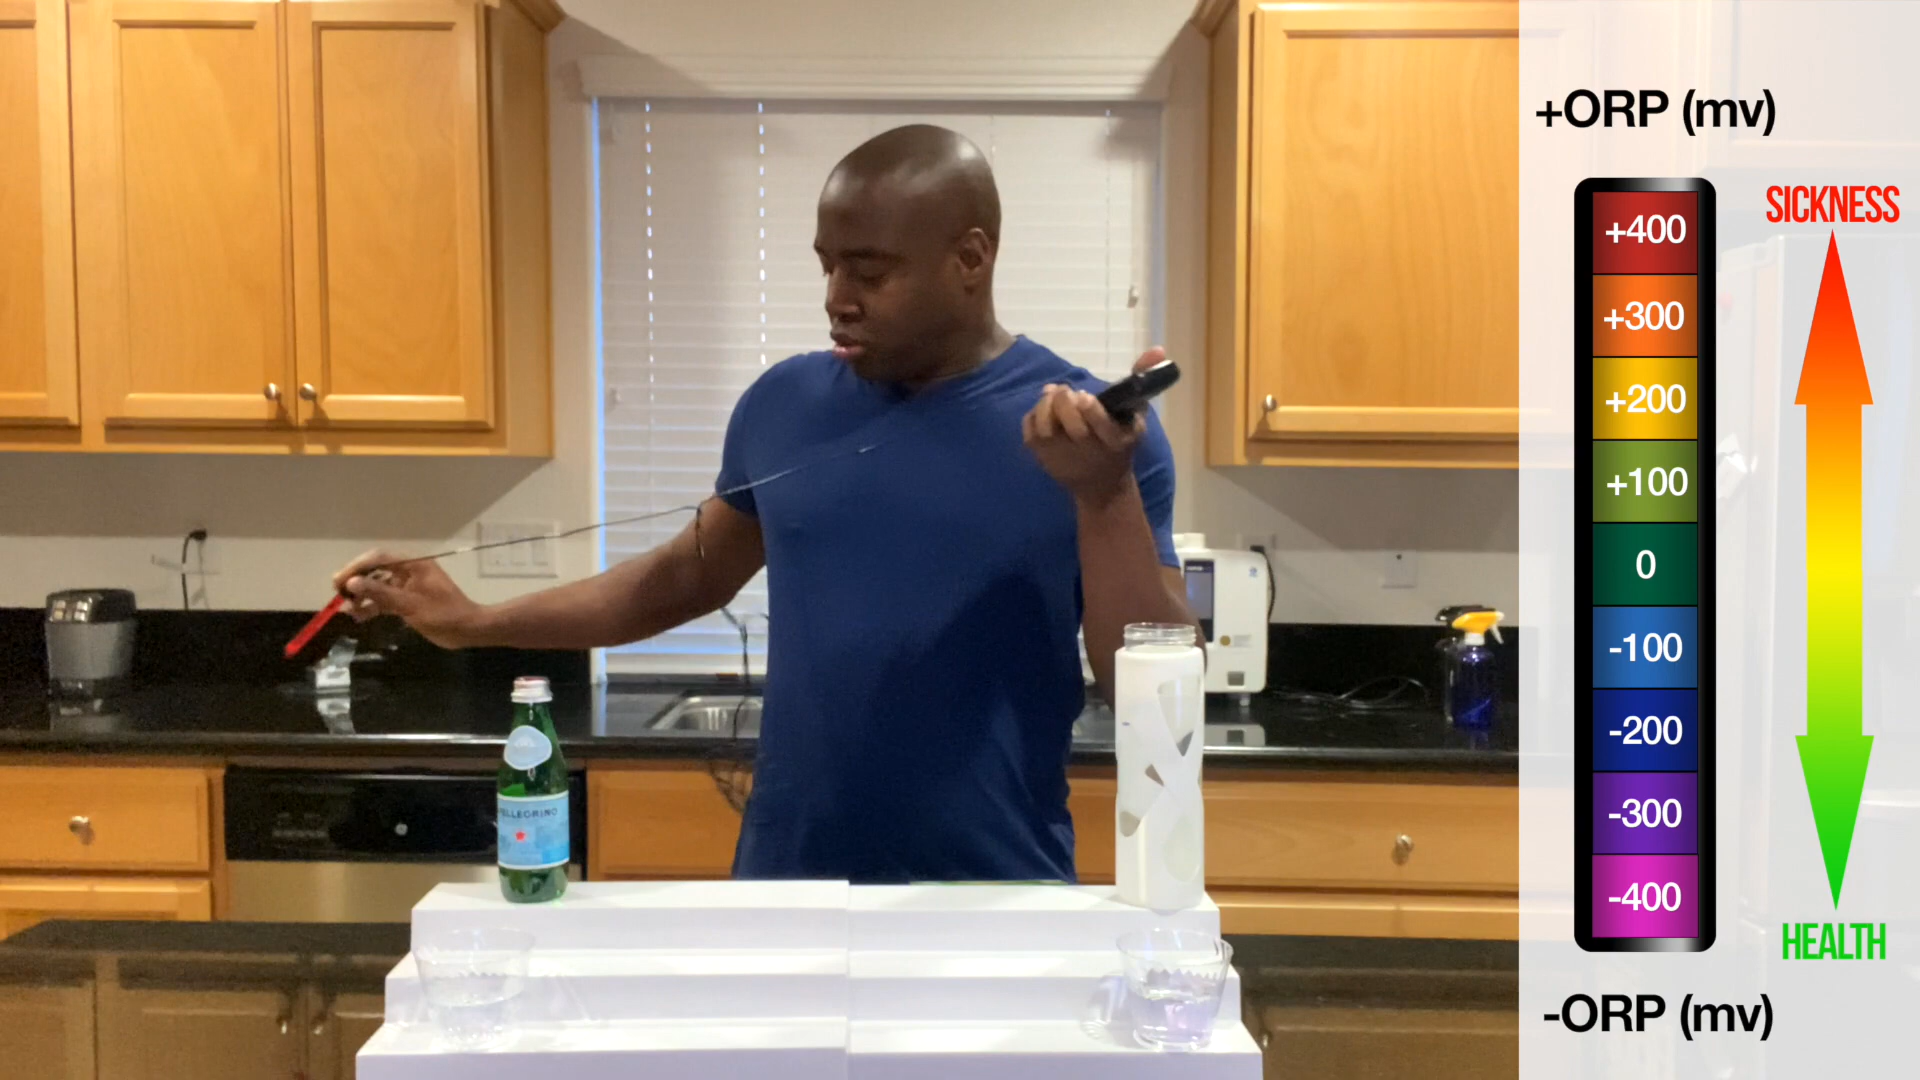 +ORP (mv)
SICKNESS
+400
+300
+200
+100
0
-100
-200
-300
-400
HEALTH
-ORP (mv)
PELLEGRINO